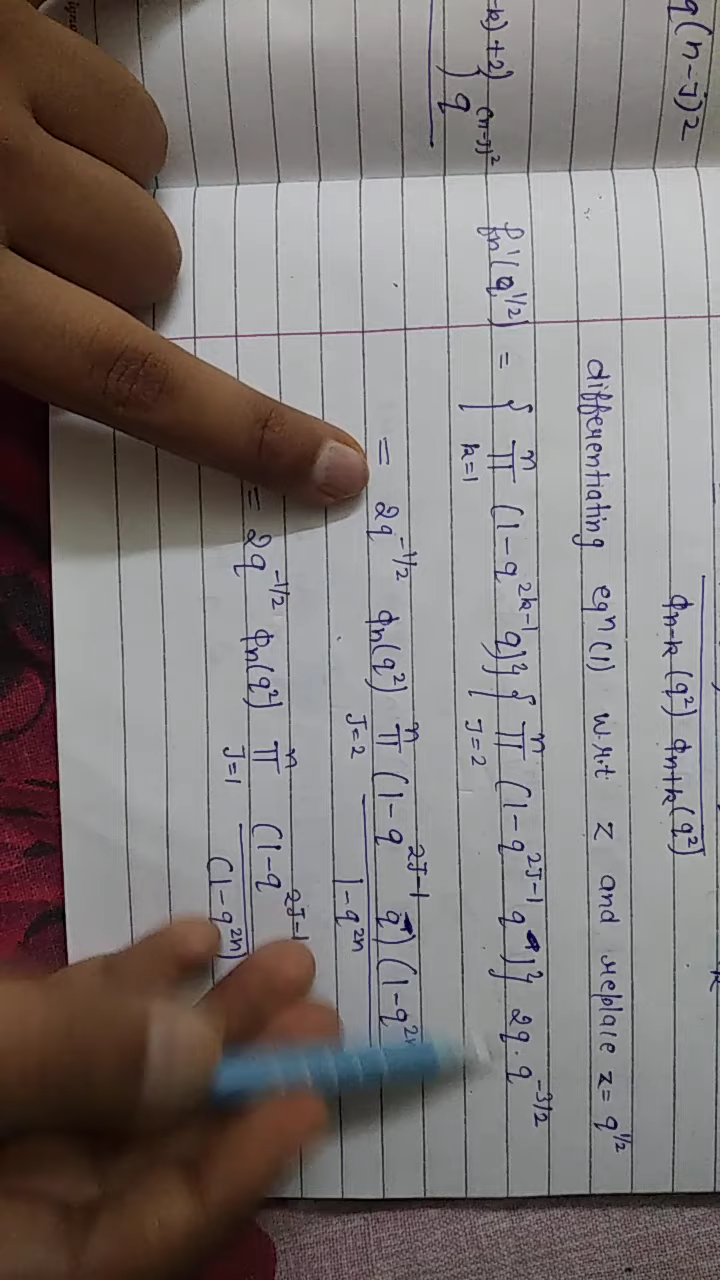 q(n-J)2
-k)+2) (n-J)²
) q
Φn-k (q²) Φn+k (q²)
differentiating eqⁿ(1) w.r.t z and replace z = q^1/2
fn'(q^1/2) = { n π k=1 (1-q^2k-1 q)}{ n π J=2 (1-q^2J-1 q^-1)} 2q.q^-3/2
= 2q^-1/2 Φn(q²) n π J=2 (1-q^2J-1 q^-1)(1-q^2n
1-q^2n
= 2q^-1/2 Φn(q²) n π J=1 (1-q^2J-1
(1-q^2n)